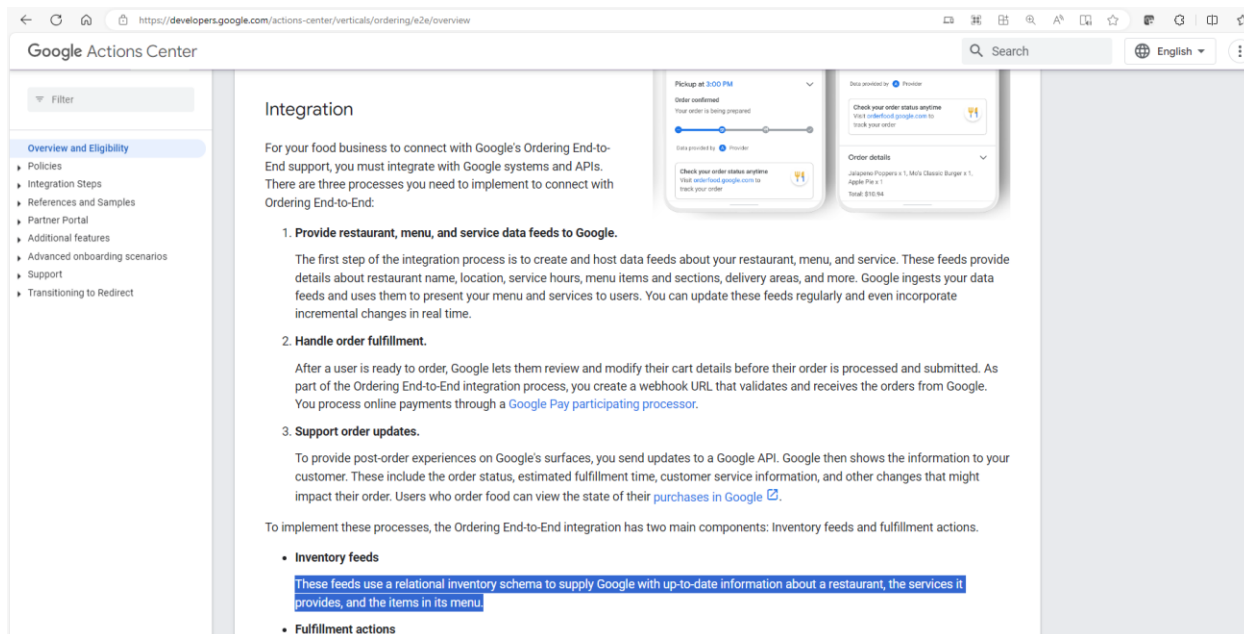 https://developers.google.com/actions-center/verticals/ordering/e2e/overview
Google Actions Center
Search
English
Filter
Overview and Eligibility
Policies
Integration Steps
References and Samples
Partner Portal
Additional features
Advanced onboarding scenarios
Support
Transitioning to Redirect
Integration
For your food business to connect with Google's Ordering End-to-
End support, you must integrate with Google systems and APIs.
There are three processes you need to implement to connect with
Ordering End-to-End:
Pickup at 3:00 PM
Order confirmed
Your order is being prepared
Data provided by Provider
Check your order status anytime
Visit orderfood.google.com to
track your order
Data provided by Provider
Check your order status anytime
Visit orderfood.google.com to
track your order
Order details
Jalapeno Poppers x 1, Mo's Classic Burger x 1,
Apple Pie x 1
Total: $10.94
1. Provide restaurant, menu, and service data feeds to Google.
The first step of the integration process is to create and host data feeds about your restaurant, menu, and service. These feeds provide
details about restaurant name, location, service hours, menu items and sections, delivery areas, and more. Google ingests your data
feeds and uses them to present your menu and services to users. You can update these feeds regularly and even incorporate
incremental changes in real time.
2. Handle order fulfillment.
After a user is ready to order, Google lets them review and modify their cart details before their order is processed and submitted. As
part of the Ordering End-to-End integration process, you create a webhook URL that validates and receives the orders from Google.
You process online payments through a Google Pay participating processor.
3. Support order updates.
To provide post-order experiences on Google's surfaces, you send updates to a Google API. Google then shows the information to your
customer. These include the order status, estimated fulfillment time, customer service information, and other changes that might
impact their order. Users who order food can view the state of their purchases in Google.
To implement these processes, the Ordering End-to-End integration has two main components: Inventory feeds and fulfillment actions.
• Inventory feeds
These feeds use a relational inventory schema to supply Google with up-to-date information about a restaurant, the services it
provides, and the items in its menu.
• Fulfillment actions